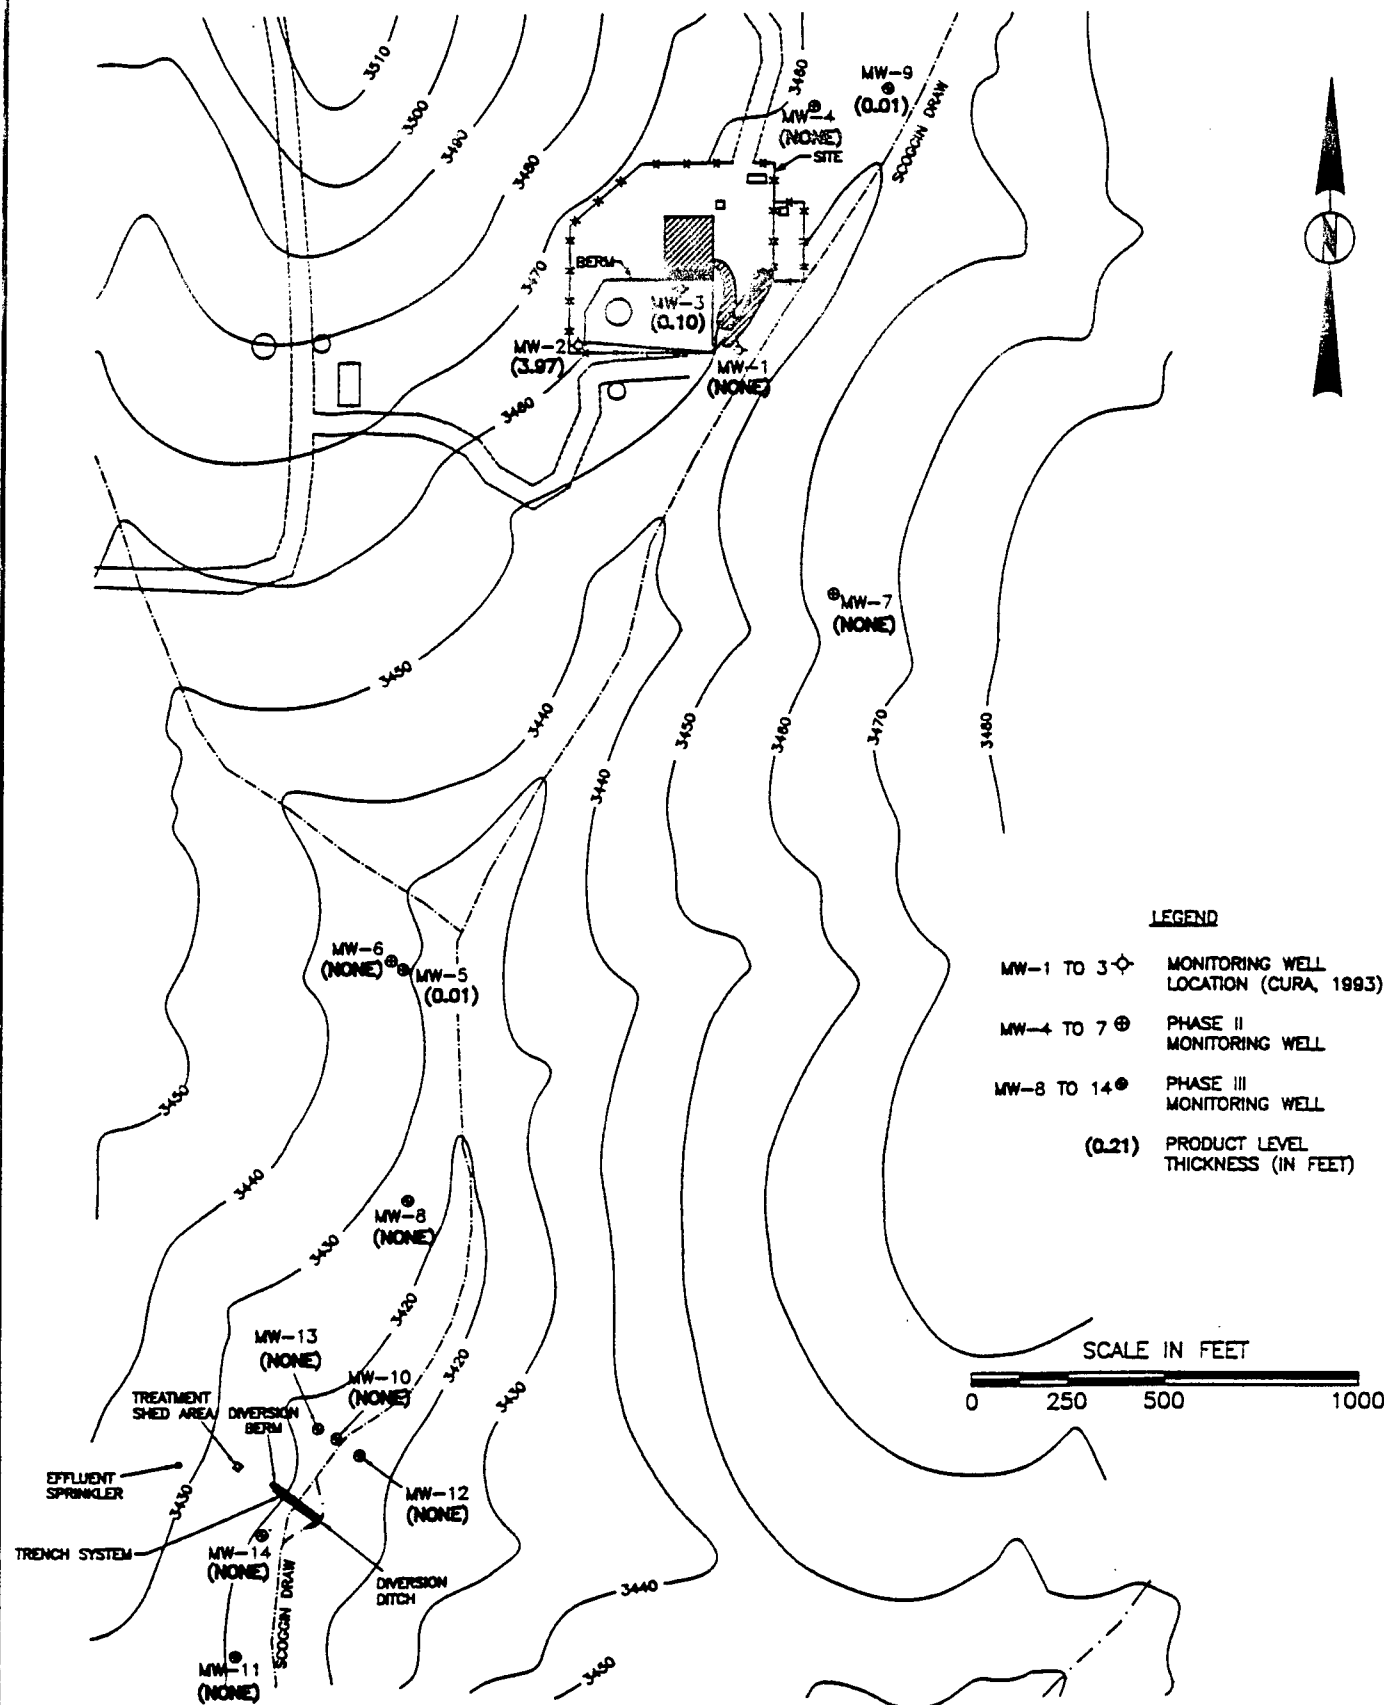 3510
3500
3490
3480
3470
3460
3460
MW-9
(0.01)
MW-4
(NONE)
SITE
SCOGGIN DRAW
N
BERM
MW-3
(0.10)
MW-2
(3.97)
MW-1
(NONE)
MW-7
(NONE)
3450
3440
3440
3450
3460
3470
3480
MW-6
(NONE)
MW-5
(0.01)
LEGEND
MW-1 TO 3
MONITORING WELL
LOCATION (CURA, 1993)
MW-4 TO 7
PHASE II
MONITORING WELL
MW-8 TO 14
PHASE III
MONITORING WELL
(0.21)
PRODUCT LEVEL
THICKNESS (IN FEET)
3450
3440
3430
MW-8
(NONE)
3420
3420
3430
MW-13
(NONE)
MW-10
(NONE)
TREATMENT
SHED AREA
DIVERSION
BERM
EFFLUENT
SPRINKLER
3430
MW-12
(NONE)
TRENCH SYSTEM
MW-14
(NONE)
DIVERSION
DITCH
SCOGGIN DRAW
MW-11
(NONE)
3440
3450
SCALE IN FEET
0 250 500 1000